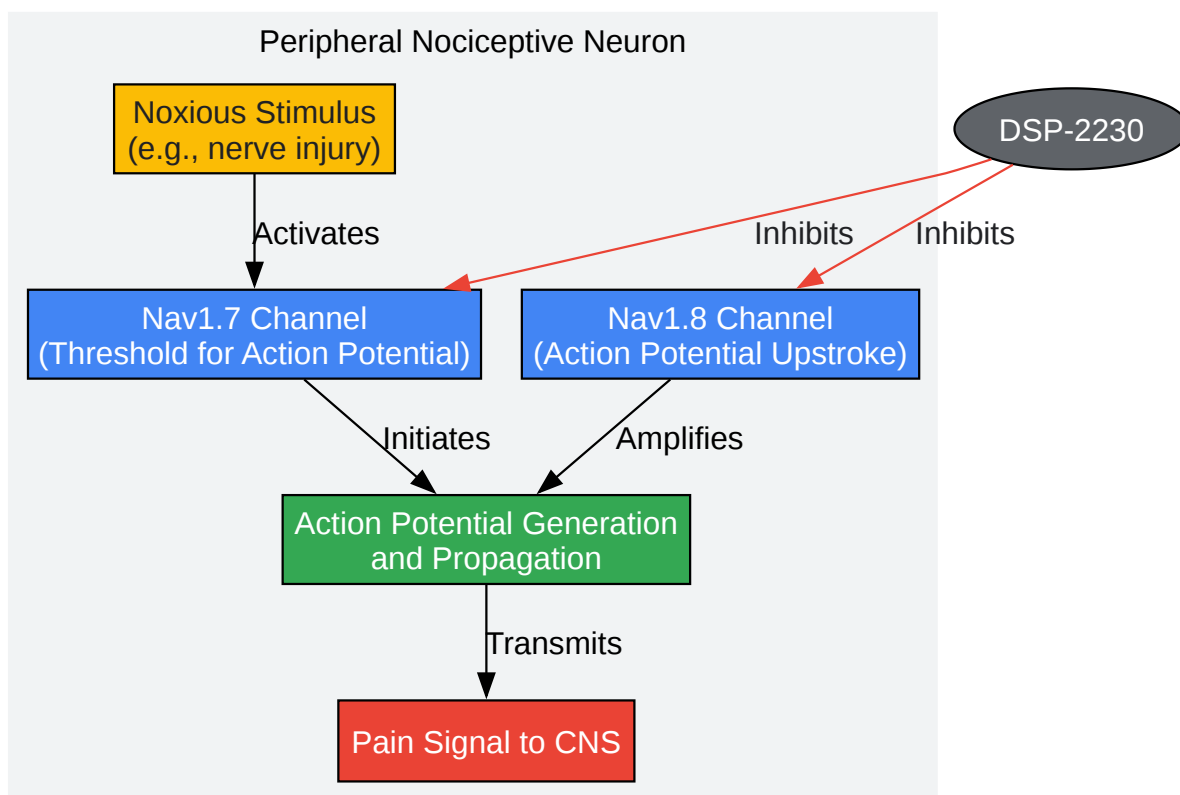 Peripheral Nociceptive Neuron
Noxious Stimulus
(e.g., nerve injury)
DSP-2230
Activates
Inhibits
Inhibits
Nav1.7 Channel
(Threshold for Action Potential)
Nav1.8 Channel
(Action Potential Upstroke)
Initiates
Amplifies
Action Potential Generation
and Propagation
Transmits
Pain Signal to CNS